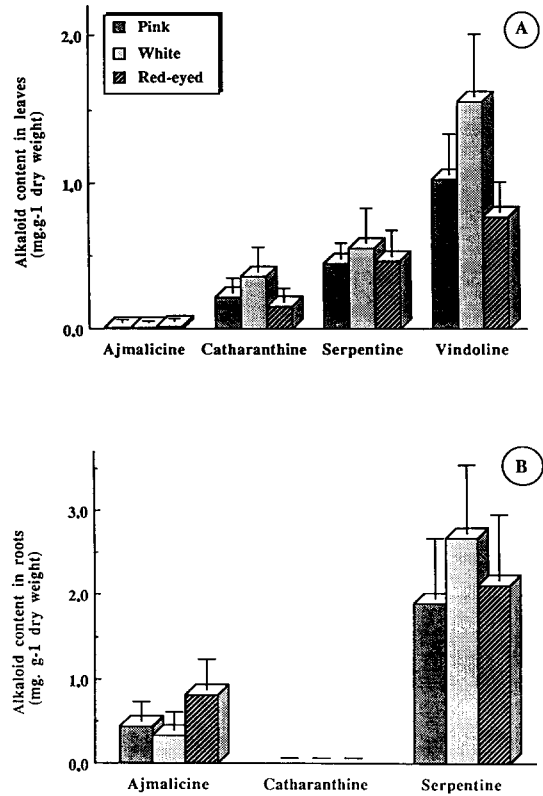 A
Pink
White
Red-eyed
Alkaloid content in leaves
(mg.g-1 dry weight)
2,0
1,0
0,0
Ajmalicine Catharanthine Serpentine Vindoline
B
Alkaloid content in roots
(mg. g-1 dry weight)
3,0
2,0
1,0
0,0
Ajmalicine Catharanthine Serpentine